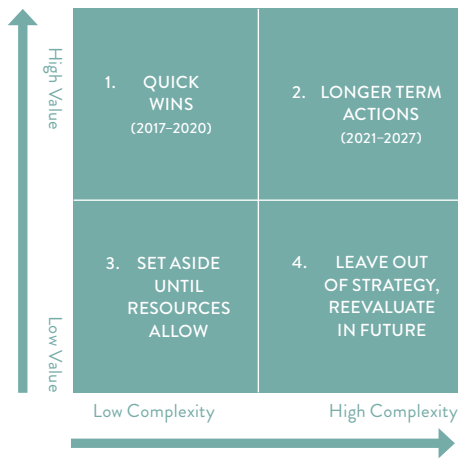 High Value
1. QUICK
WINS
(2017–2020)
2. LONGER TERM
ACTIONS
(2021–2027)
Low Value
3. SET ASIDE
UNTIL
RESOURCES
ALLOW
4. LEAVE OUT
OF STRATEGY,
REEVALUATE
IN FUTURE
Low Complexity
High Complexity